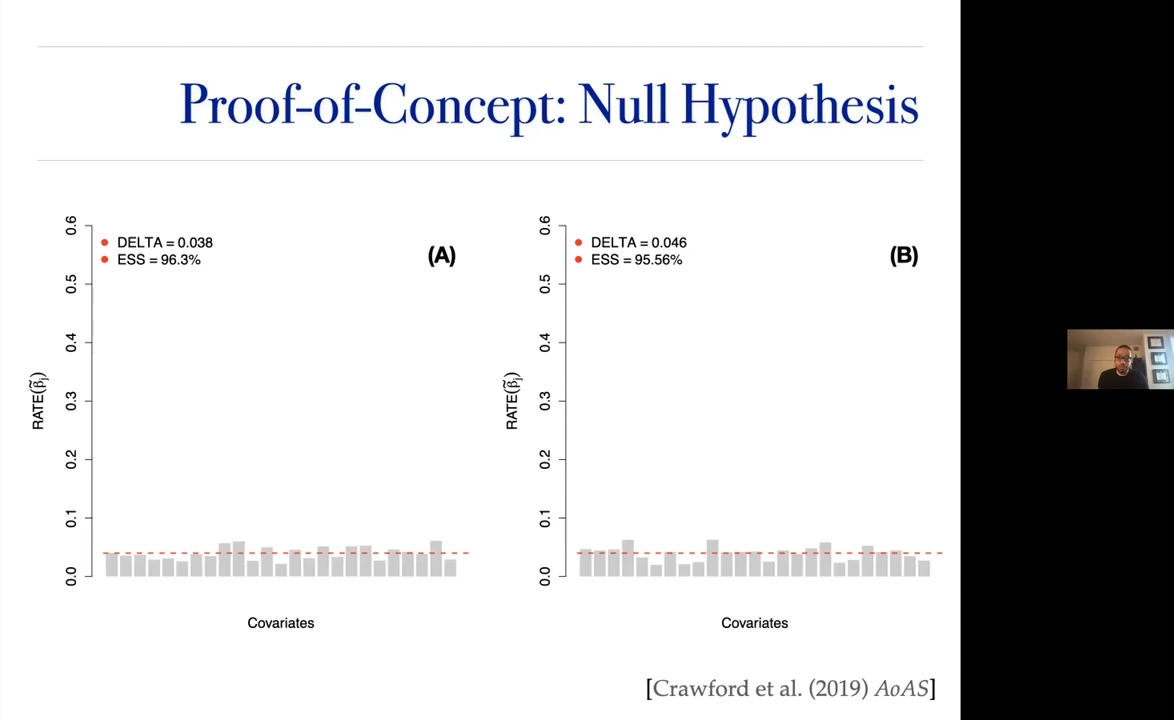 Proof-of-Concept: Null Hypothesis
DELTA = 0.038
ESS = 96.3%
(A)
0.6
0.5
0.4
0.3
0.2
0.1
0.0
RATE(β̃j)
Covariates
DELTA = 0.046
ESS = 95.56%
(B)
0.6
0.5
0.4
0.3
0.2
0.1
0.0
RATE(β̃j)
Covariates
[Crawford et al. (2019) AoAS]